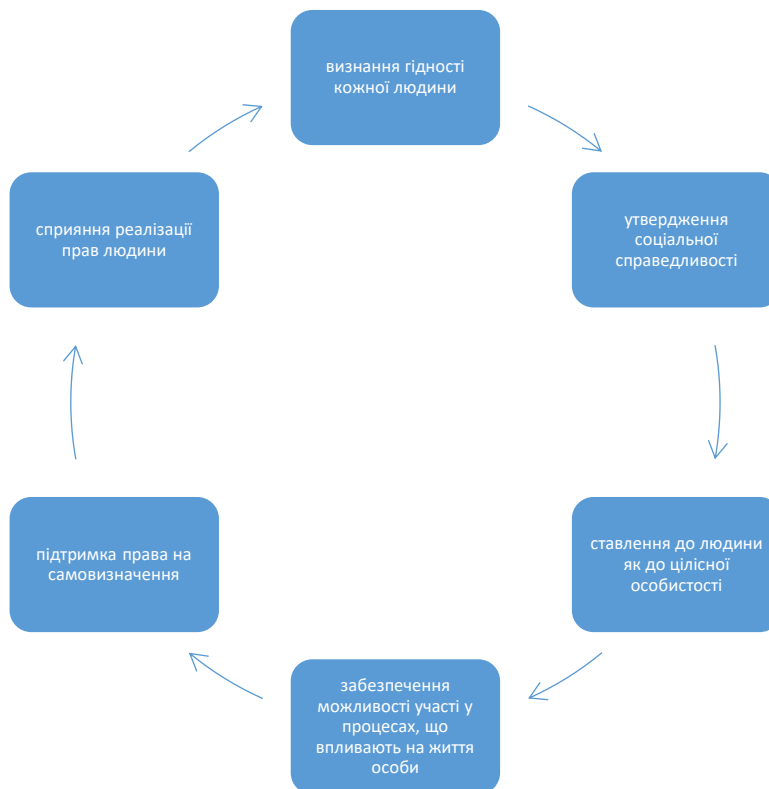 визнання гідності
кожної людини
утвердження
соціальної
справедливості
ставлення до людини
як до цілісної
особистості
забезпечення
можливості участі у
процесах, що
впливають на життя
особи
підтримка права на
самовизначення
сприяння реалізації
прав людини